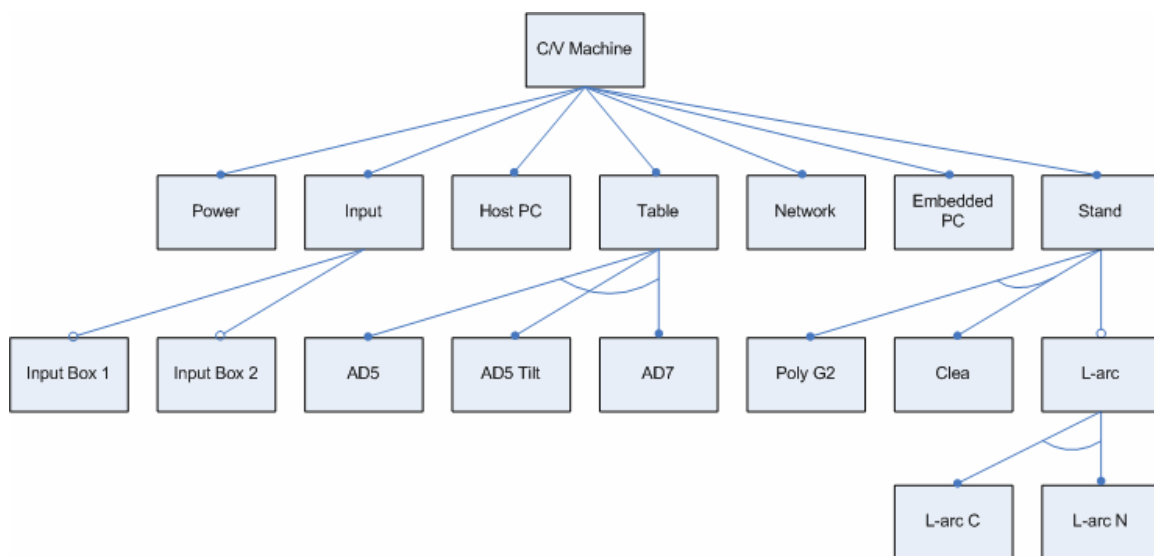 C/V Machine
Power
Input
Host PC
Table
Network
Embedded
PC
Stand
Input Box 1
Input Box 2
AD5
AD5 Tilt
AD7
Poly G2
Clea
L-arc
L-arc C
L-arc N